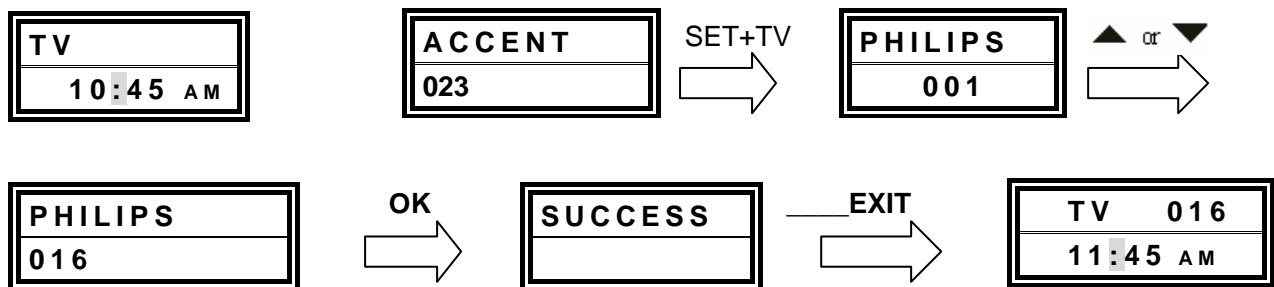 TV
10:45 AM
ACCENT
023
SET+TV
PHILIPS
001
▲ or ▼
PHILIPS
016
OK
SUCCESS
____EXIT
TV 016
11:45 AM